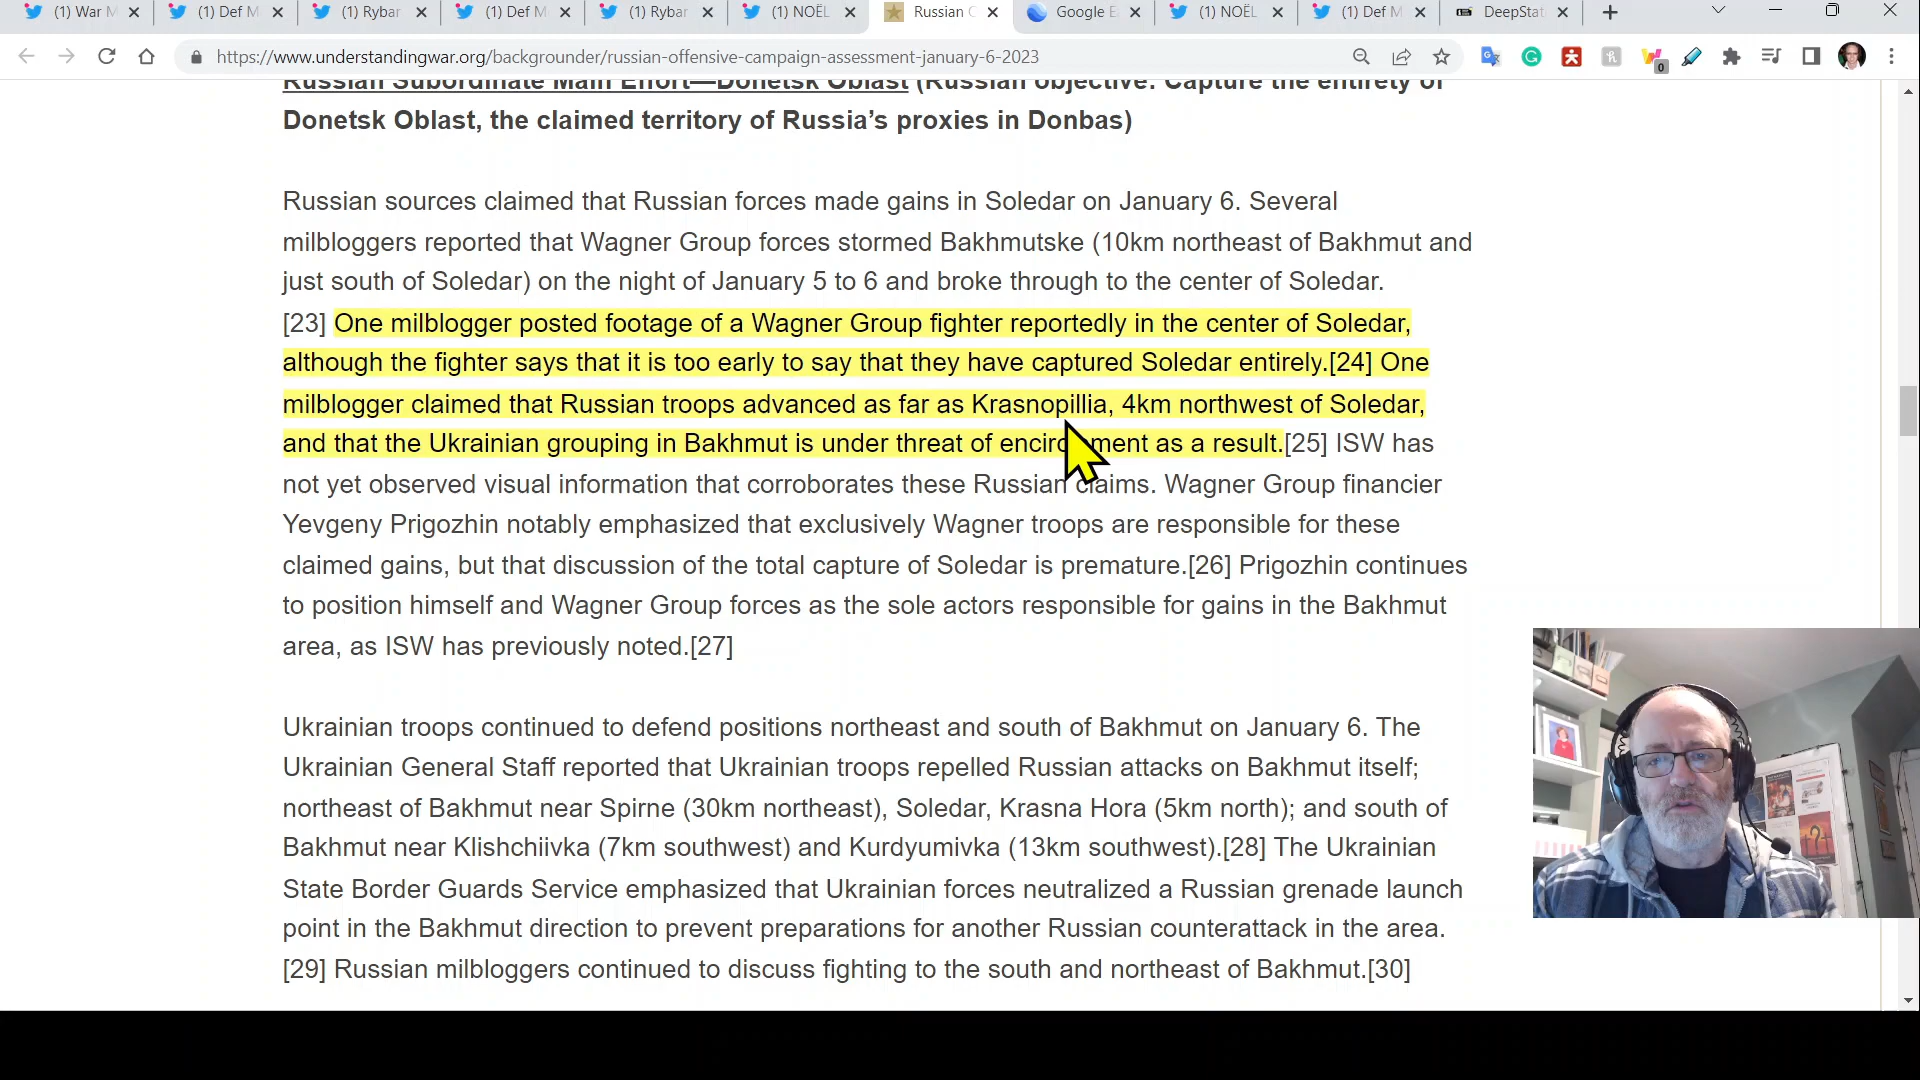 (1) War M
(1) Def M
(1) Rybar
(1) Def M
(1) Rybar
(1) NOËL
Russian C
Google E
(1) NOËL
(1) Def M
DeepStat
https://www.understandingwar.org/backgrounder/russian-offensive-campaign-assessment-january-6-2023
0
Russian Subordinate Main Effort—Donetsk Oblast (Russian objective: Capture the entirety of
Donetsk Oblast, the claimed territory of Russia’s proxies in Donbas)
Russian sources claimed that Russian forces made gains in Soledar on January 6. Several
milbloggers reported that Wagner Group forces stormed Bakhmutske (10km northeast of Bakhmut and
just south of Soledar) on the night of January 5 to 6 and broke through to the center of Soledar.
[23] One milblogger posted footage of a Wagner Group fighter reportedly in the center of Soledar,
although the fighter says that it is too early to say that they have captured Soledar entirely.[24] One
milblogger claimed that Russian troops advanced as far as Krasnopillia, 4km northwest of Soledar,
and that the Ukrainian grouping in Bakhmut is under threat of encirclement as a result.[25] ISW has
not yet observed visual information that corroborates these Russian claims. Wagner Group financier
Yevgeny Prigozhin notably emphasized that exclusively Wagner troops are responsible for these
claimed gains, but that discussion of the total capture of Soledar is premature.[26] Prigozhin continues
to position himself and Wagner Group forces as the sole actors responsible for gains in the Bakhmut
area, as ISW has previously noted.[27]
Ukrainian troops continued to defend positions northeast and south of Bakhmut on January 6. The
Ukrainian General Staff reported that Ukrainian troops repelled Russian attacks on Bakhmut itself;
northeast of Bakhmut near Spirne (30km northeast), Soledar, Krasna Hora (5km north); and south of
Bakhmut near Klishchiivka (7km southwest) and Kurdyumivka (13km southwest).[28] The Ukrainian
State Border Guards Service emphasized that Ukrainian forces neutralized a Russian grenade launch
point in the Bakhmut direction to prevent preparations for another Russian counterattack in the area.
[29] Russian milbloggers continued to discuss fighting to the south and northeast of Bakhmut.[30]